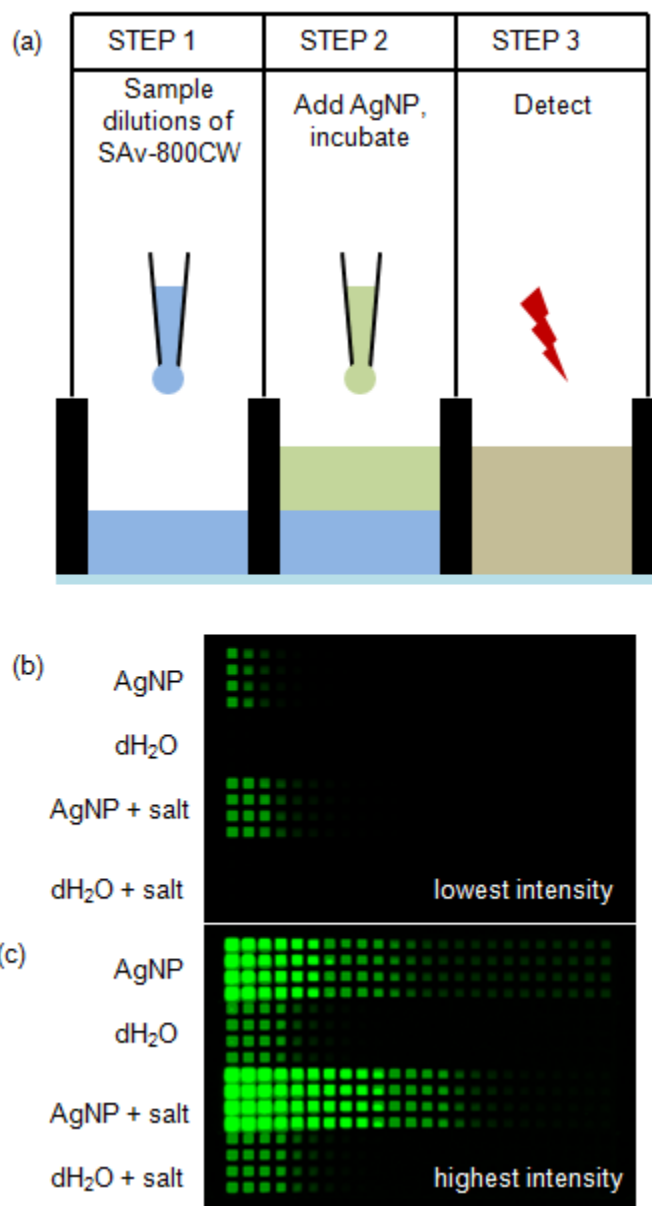 (a)
STEP 1
STEP 2
STEP 3
Sample
dilutions of
SAv-800CW
Add AgNP,
incubate
Detect
(b)
AgNP
dH₂O
AgNP + salt
dH₂O + salt
lowest intensity
(c)
AgNP
dH₂O
AgNP + salt
dH₂O + salt
highest intensity